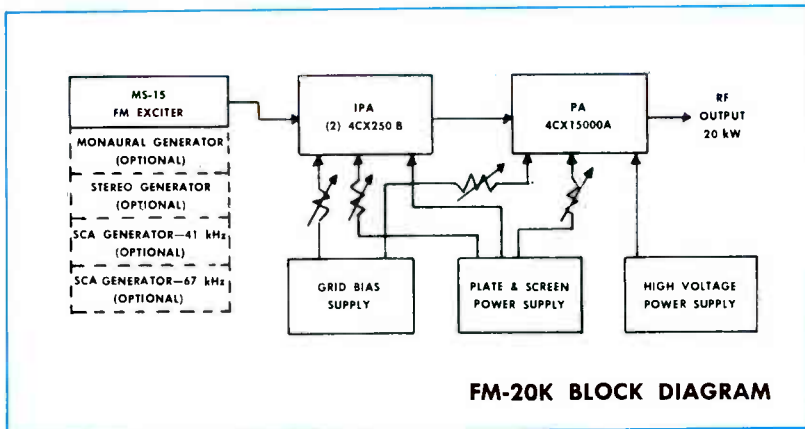 MS-15
FM EXCITER
MONAURAL GENERATOR
(OPTIONAL)
STEREO GENERATOR
(OPTIONAL)
SCA GENERATOR—41 kHz
(OPTIONAL)
SCA GENERATOR—67 kHz
(OPTIONAL)
IPA
(2) 4CX250 B
PA
4CX15000A
RF
OUTPUT
20 kW
GRID BIAS
SUPPLY
PLATE & SCREEN
POWER SUPPLY
HIGH VOLTAGE
POWER SUPPLY
FM-20K BLOCK DIAGRAM